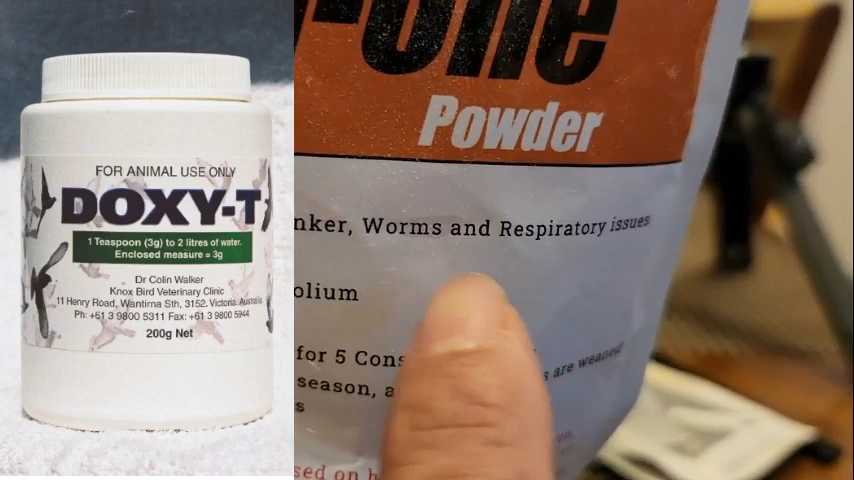 FOR ANIMAL USE ONLY
DOXY-T
1 Teaspoon (3g) to 2 litres of water.
Enclosed measure = 3g
Dr Colin Walker
Knox Bird Veterinary Clinic
11 Henry Road, Wantirna Sth, 3152. Victoria. Australia
Ph: +61 3 9800 5311 Fax: +61 3 9800 5944
200g Net
-One
Powder
nker, Worms and Respiratory issues
olium
for 5 Cons
s are weaned
season, a
s
sed on h